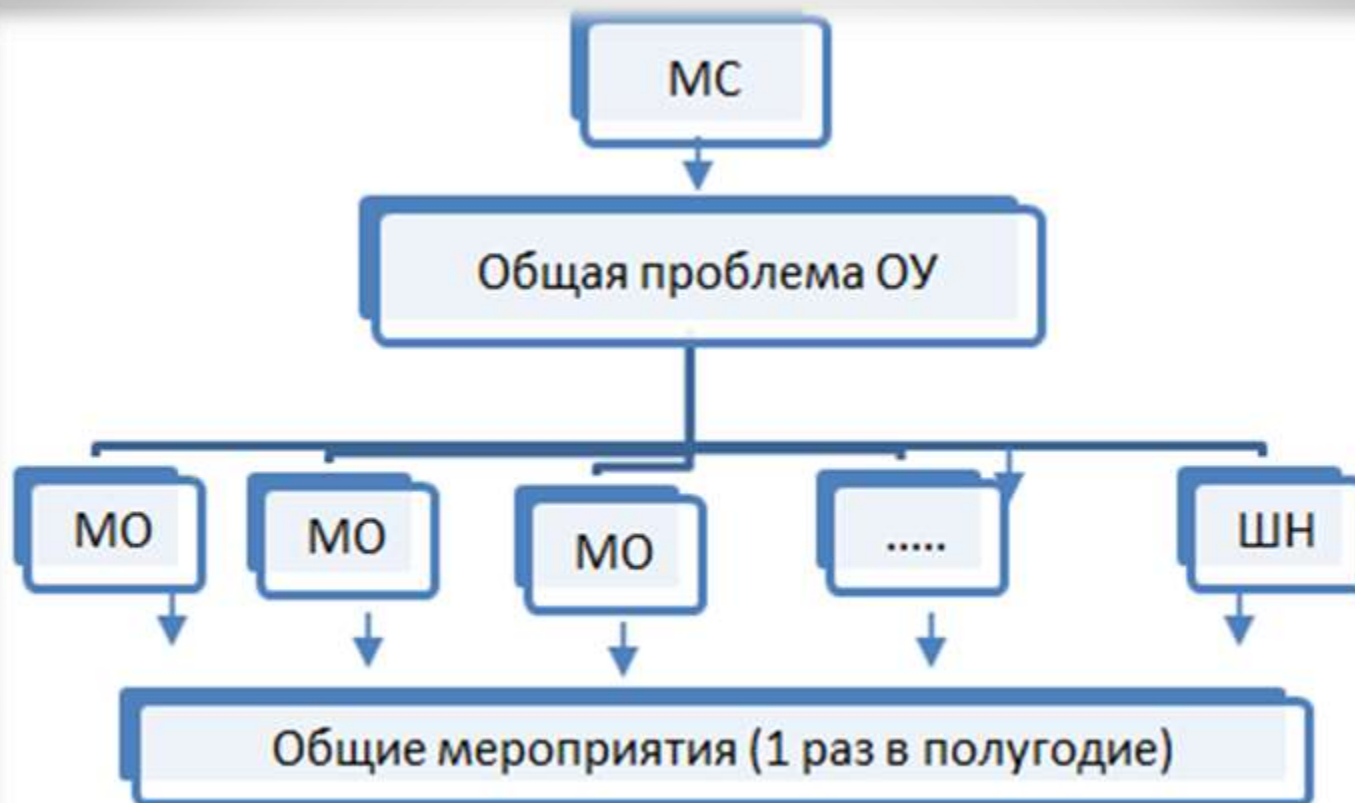 МС
Общая проблема ОУ
МО
МО
МО
.....
ШН
Общие мероприятия (1 раз в полугодие)